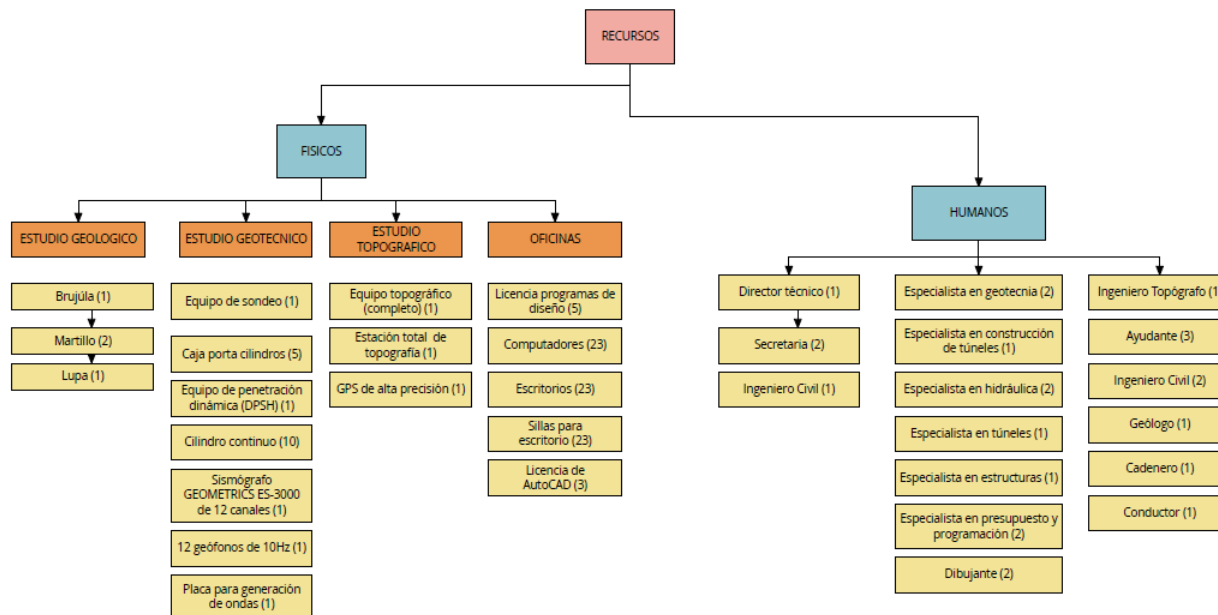 RECURSOS
FISICOS
HUMANOS
ESTUDIO GEOLOGICO
Brujúla (1)
Martillo (2)
Lupa (1)
ESTUDIO GEOTECNICO
Equipo de sondeo (1)
Caja porta cilindros (5)
Equipo de penetración
dinámica (DPSH) (1)
Cilindro continuo (10)
Sismógrafo
GEOMETRICS ES-3000
de 12 canales (1)
12 geófonos de 10Hz (1)
Placa para generación
de ondas (1)
ESTUDIO
TOPOGRAFICO
Equipo topográfico
(completo) (1)
Estación total de
topografía (1)
GPS de alta precisión (1)
OFICINAS
Licencia programas de
diseño (5)
Computadores (23)
Escritorios (23)
Sillas para
escritorio (23)
Licencia de
AutoCAD (3)
Director técnico (1)
Secretaria (2)
Ingeniero Civil (1)
Especialista en geotecnia (2)
Especialista en construcción
de túneles (1)
Especialista en hidráulica (2)
Especialista en túneles (1)
Especialista en estructuras (1)
Especialista en presupuesto y
programación (2)
Dibujante (2)
Ingeniero Topógrafo (1
Ayudante (3)
Ingeniero Civil (2)
Geólogo (1)
Cadenero (1)
Conductor (1)